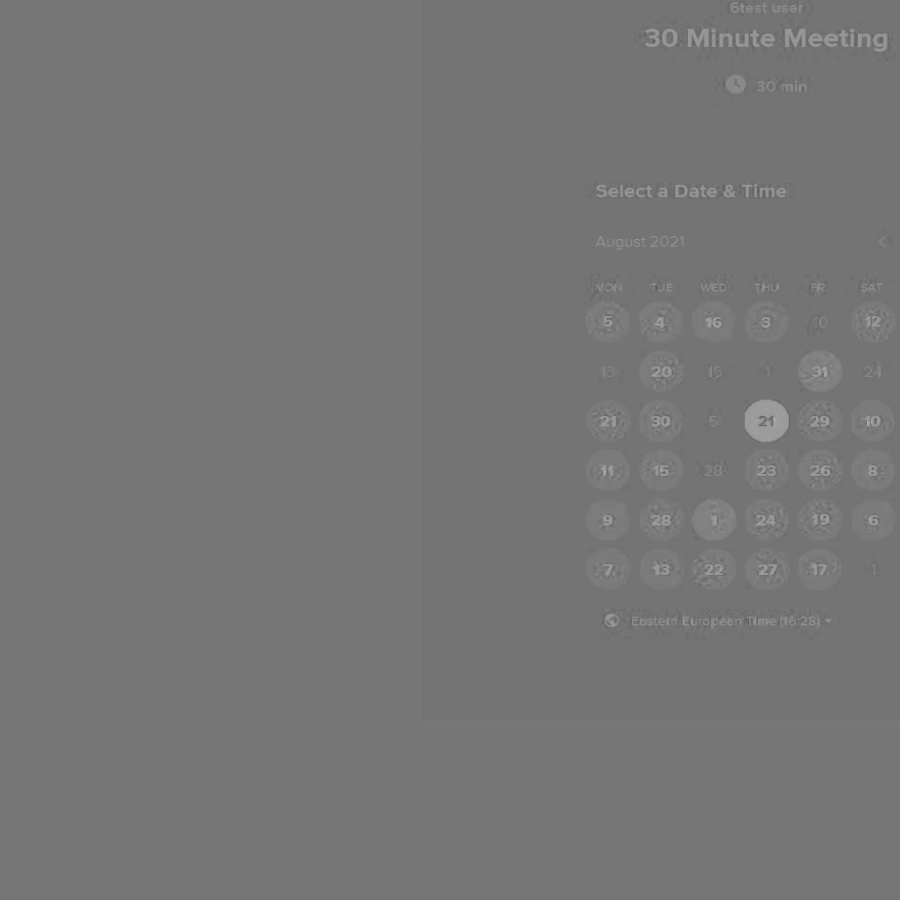 6test user
30 Minute Meeting
30 min
Select a Date & Time
August 2021
MON TUE WED THU FRI SAT
5 4 16 3 10 12
13 20 15 1 31 24
21 30 5 21 29 10
11 15 28 23 26 8
9 28 1 24 19 6
7 13 22 27 17 1
Eastern European Time (16:28)